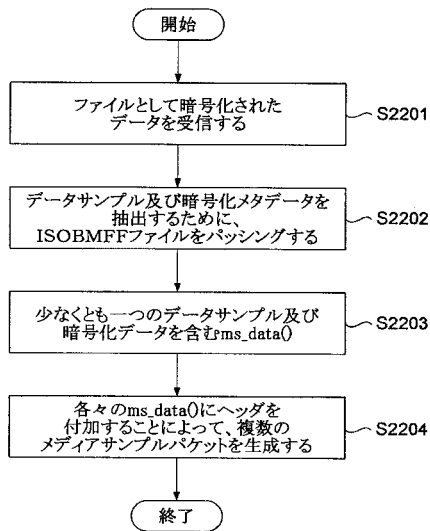 開始
ファイルとして暗号化された
データを受信する
S2201
データサンプル及び暗号化メタデータを
抽出するために、
ISOBMFFファイルをパッシングする
S2202
少なくとも一つのデータサンプル及び
暗号化データを含むms_data()
S2203
各々のms_data()にヘッダを
付加することによって、複数の
メディアサンプルパケットを生成する
S2204
終了